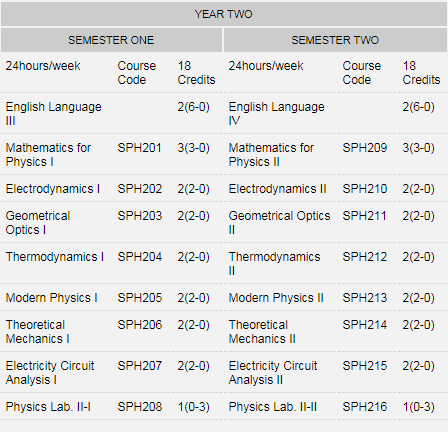 YEAR TWO
SEMESTER ONE SEMESTER TWO
24hours/week Course Code 18 Credits 24hours/week Course Code 18 Credits
English Language III 2(6-0) English Language IV 2(6-0)
Mathematics for Physics I SPH201 3(3-0) Mathematics for Physics II SPH209 3(3-0)
Electrodynamics I SPH202 2(2-0) Electrodynamics II SPH210 2(2-0)
Geometrical Optics I SPH203 2(2-0) Geometrical Optics II SPH211 2(2-0)
Thermodynamics I SPH204 2(2-0) Thermodynamics II SPH212 2(2-0)
Modern Physics I SPH205 2(2-0) Modern Physics II SPH213 2(2-0)
Theoretical Mechanics I SPH206 2(2-0) Theoretical Mechanics II SPH214 2(2-0)
Electricity Circuit Analysis I SPH207 2(2-0) Electricity Circuit Analysis II SPH215 2(2-0)
Physics Lab. II-I SPH208 1(0-3) Physics Lab. II-II SPH216 1(0-3)